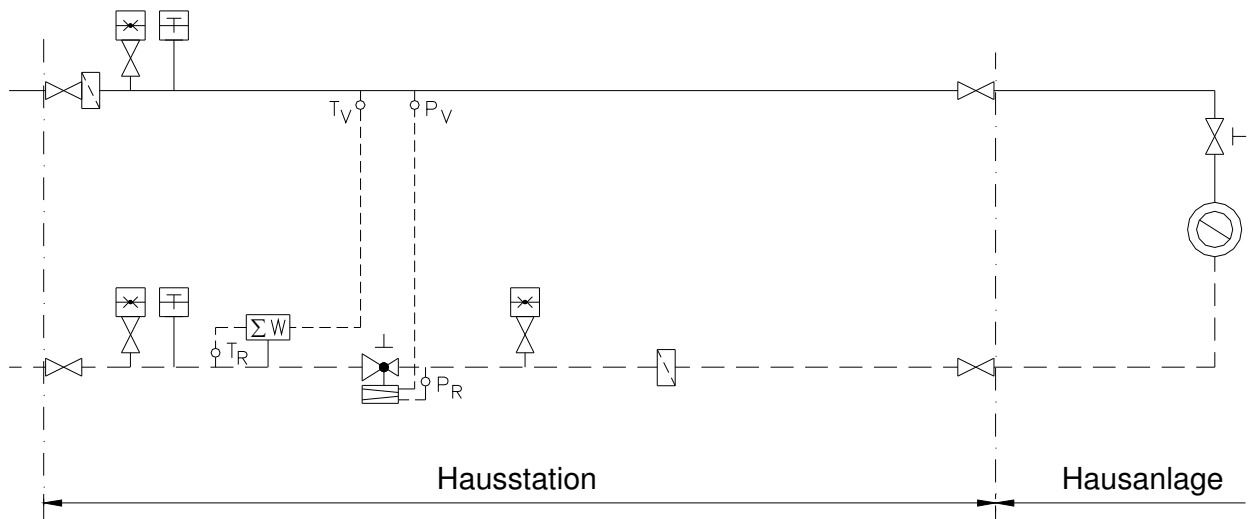 T
T_V P_V
T
ΣW
T_R
P_R
Hausstation Hausanlage